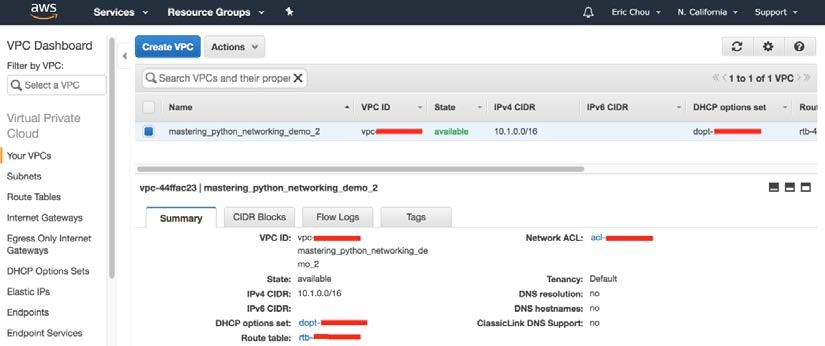 aws Services Resource Groups Eric Chou N. California Support
VPC Dashboard
Filter by VPC:
Select a VPC
Virtual Private
Cloud
Your VPCs
Subnets
Route Tables
Internet Gateways
Egress Only Internet
Gateways
DHCP Options Sets
Elastic IPs
Endpoints
Endpoint Services
Create VPC Actions
Search VPCs and their proper
1 to 1 of 1 VPC
Name VPC ID State IPv4 CIDR IPv6 CIDR DHCP options set Rout
mastering_python_networking_demo_2 vpc- available 10.1.0.0/16 dopt- rtb-4
vpc-44ffac23 | mastering_python_networking_demo_2
Summary CIDR Blocks Flow Logs Tags
VPC ID: vpc- Network ACL: acl-
mastering_python_networking_de
mo_2
State: available Tenancy: Default
IPv4 CIDR: 10.1.0.0/16 DNS resolution: no
IPv6 CIDR: DNS hostnames: no
DHCP options set: dopt- ClassicLink DNS Support: no
Route table: rtb-